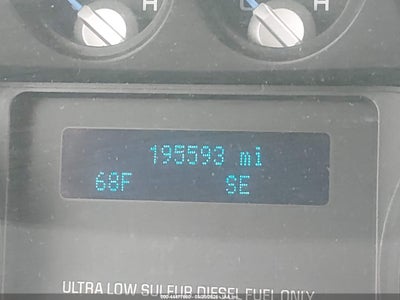 H H
195593 mi
68F SE
ULTRA LOW SULFUR DIESEL FUEL ONLY